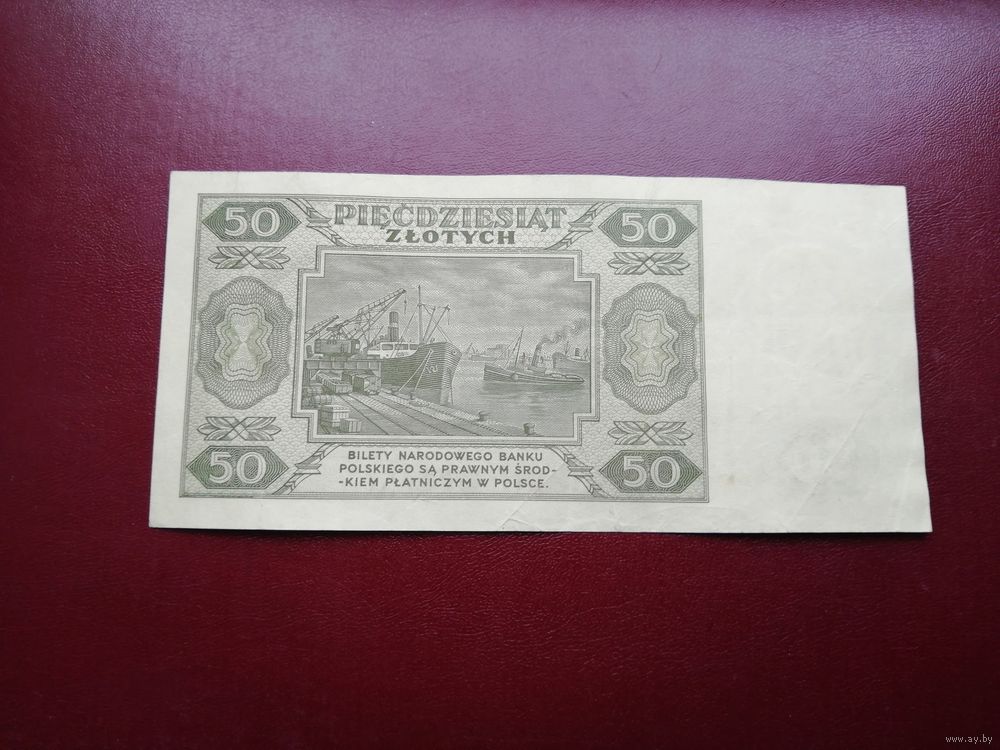 50 PIĘĆDZIESIĄT 50
ZŁOTYCH
BILETY NARODOWEGO BANKU
POLSKIEGO SĄ PRAWNYM ŚROD-
-KIEM PŁATNICZYM W POLSCE.
50 50
www.ay.by